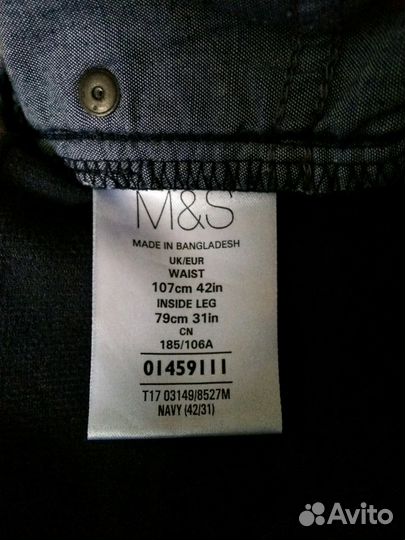 M&S
MADE IN BANGLADESH
UK/EUR
WAIST
107cm 42in
INSIDE LEG
79cm 31in
CN
185/106A
01459111
T17 03149/8527M
NAVY (42/31)
Avito